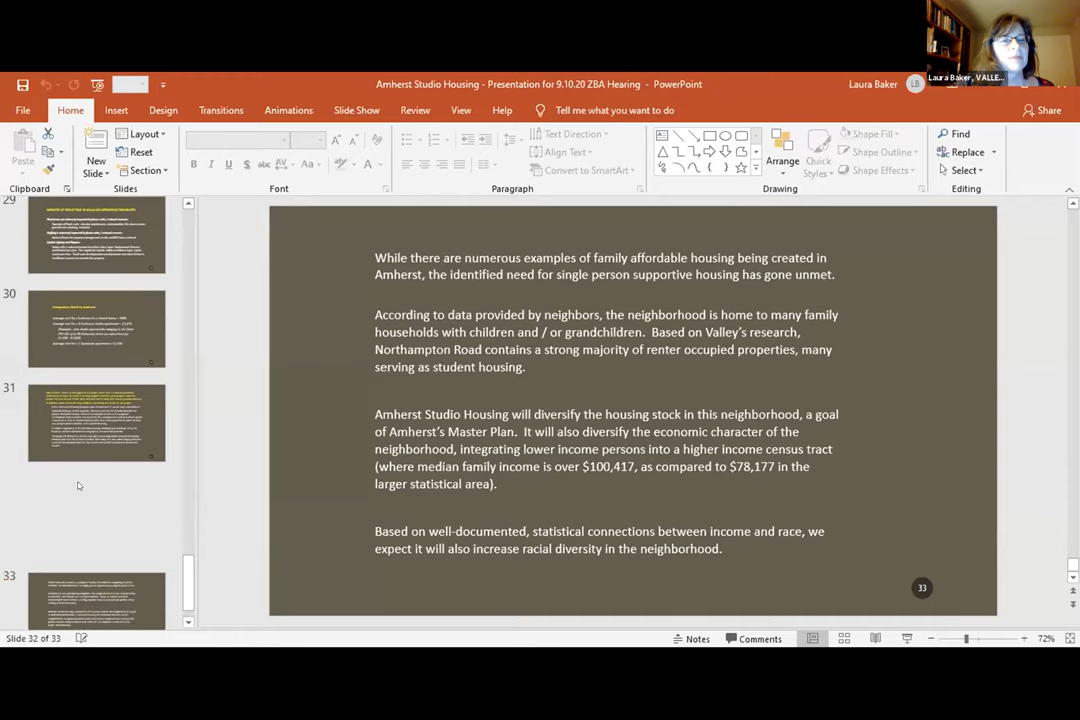 Laura Baker, VALLE...
Amherst Studio Housing - Presentation for 9.10.20 ZBA Hearing - PowerPoint
Laura Baker
LB
File Home Insert Design Transitions Animations Slide Show Review View Help Tell me what you want to do
Share
Paste
New Slide
Layout
Reset
Section
Text Direction
Align Text
Convert to SmartArt
Arrange
Quick Styles
Shape Fill
Shape Outline
Shape Effects
Find
Replace
Select
Clipboard Slides Font Paragraph Drawing Editing
29
30
31
33
While there are numerous examples of family affordable housing being created in
Amherst, the identified need for single person supportive housing has gone unmet.
According to data provided by neighbors, the neighborhood is home to many family
households with children and / or grandchildren. Based on Valley's research,
Northampton Road contains a strong majority of renter occupied properties, many
serving as student housing.
Amherst Studio Housing will diversify the housing stock in this neighborhood, a goal
of Amherst's Master Plan. It will also diversify the economic character of the
neighborhood, integrating lower income persons into a higher income census tract
(where median family income is over $100,417, as compared to $78,177 in the
larger statistical area).
Based on well-documented, statistical connections between income and race, we
expect it will also increase racial diversity in the neighborhood.
33
Slide 32 of 33
Notes Comments 72%